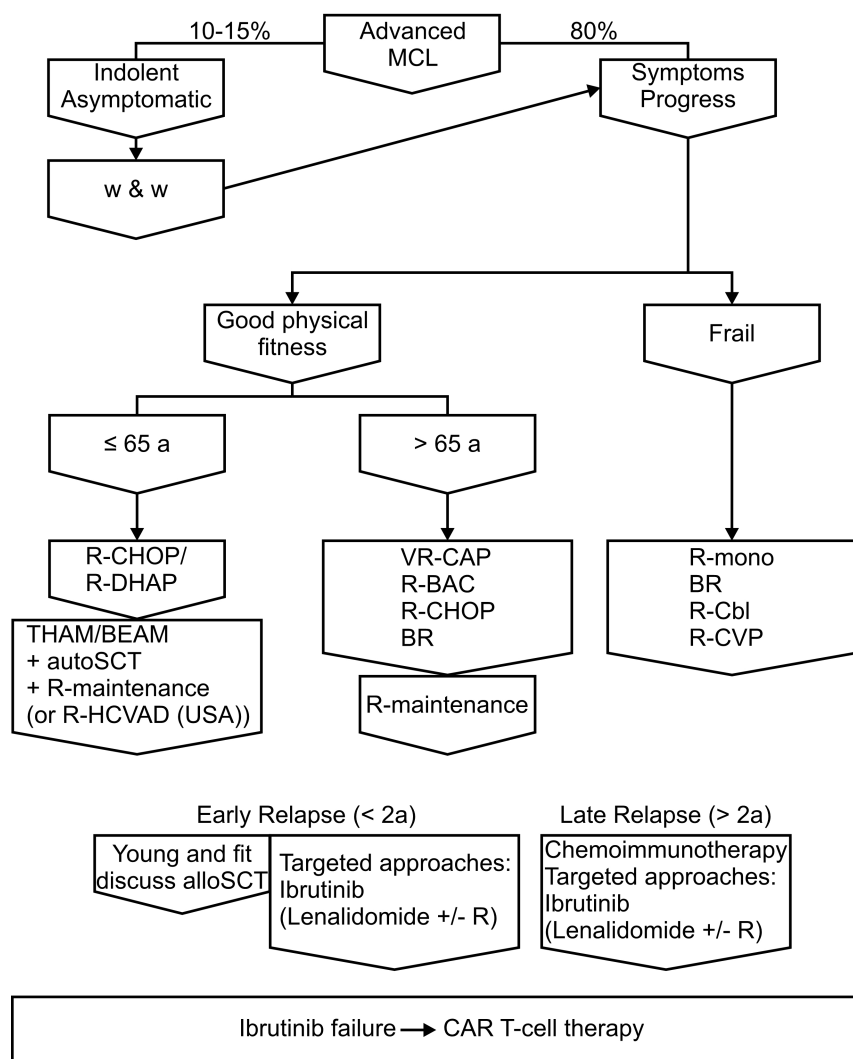 10-15%
Advanced
MCL
80%
Indolent
Asymptomatic
Symptoms
Progress
w & w
Good physical
fitness
Frail
≤ 65 a
> 65 a
R-CHOP/
R-DHAP
THAM/BEAM
+ autoSCT
+ R-maintenance
(or R-HCVAD (USA))
VR-CAP
R-BAC
R-CHOP
BR
R-maintenance
R-mono
BR
R-Cbl
R-CVP
Early Relapse (< 2a)
Young and fit
discuss alloSCT
Targeted approaches:
Ibrutinib
(Lenalidomide +/- R)
Late Relapse (> 2a)
Chemoimmunotherapy
Targeted approaches:
Ibrutinib
(Lenalidomide +/- R)
Ibrutinib failure → CAR T-cell therapy